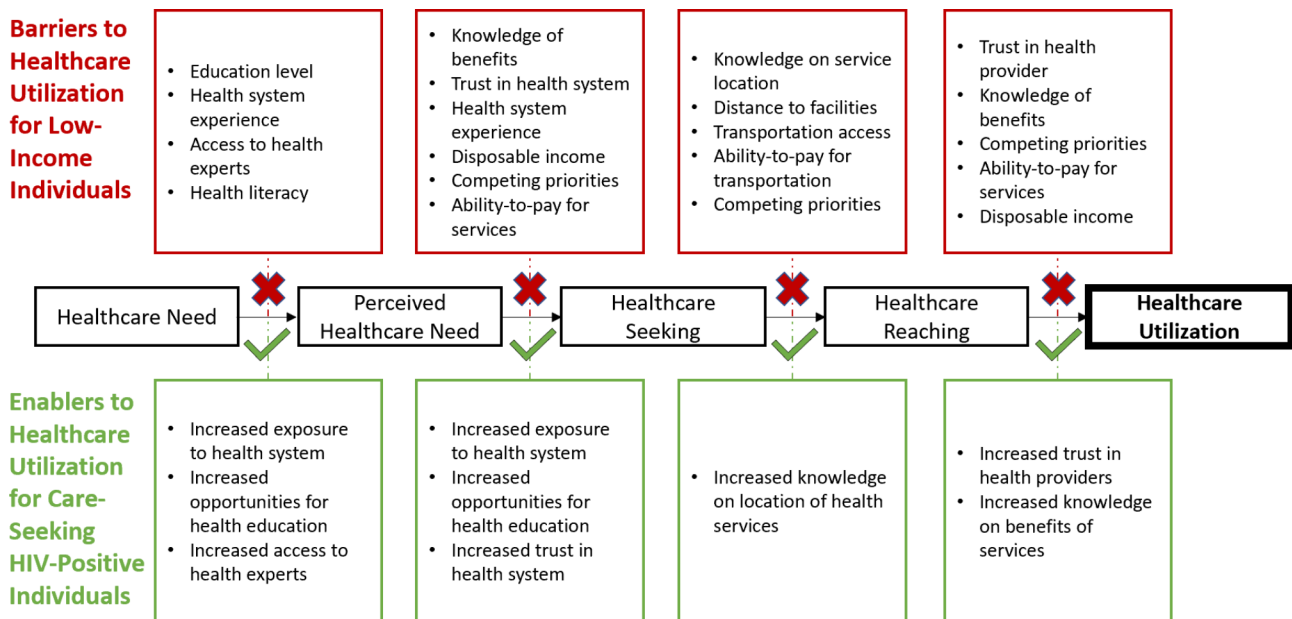 Barriers to
Healthcare
Utilization
for Low-
Income
Individuals
• Education level
• Health system
experience
• Access to health
experts
• Health literacy
• Knowledge of
benefits
• Trust in health system
• Health system
experience
• Disposable income
• Competing priorities
• Ability-to-pay for
services
• Knowledge on service
location
• Distance to facilities
• Transportation access
• Ability-to-pay for
transportation
• Competing priorities
• Trust in health
provider
• Knowledge of
benefits
• Competing priorities
• Ability-to-pay for
services
• Disposable income
Healthcare Need
Perceived
Healthcare Need
Healthcare
Seeking
Healthcare
Reaching
Healthcare
Utilization
Enablers to
Healthcare
Utilization
for Care-
Seeking
HIV-Positive
Individuals
• Increased exposure
to health system
• Increased
opportunities for
health education
• Increased access to
health experts
• Increased exposure
to health system
• Increased
opportunities for
health education
• Increased trust in
health system
• Increased knowledge
on location of health
services
• Increased trust in
health providers
• Increased knowledge
on benefits of
services